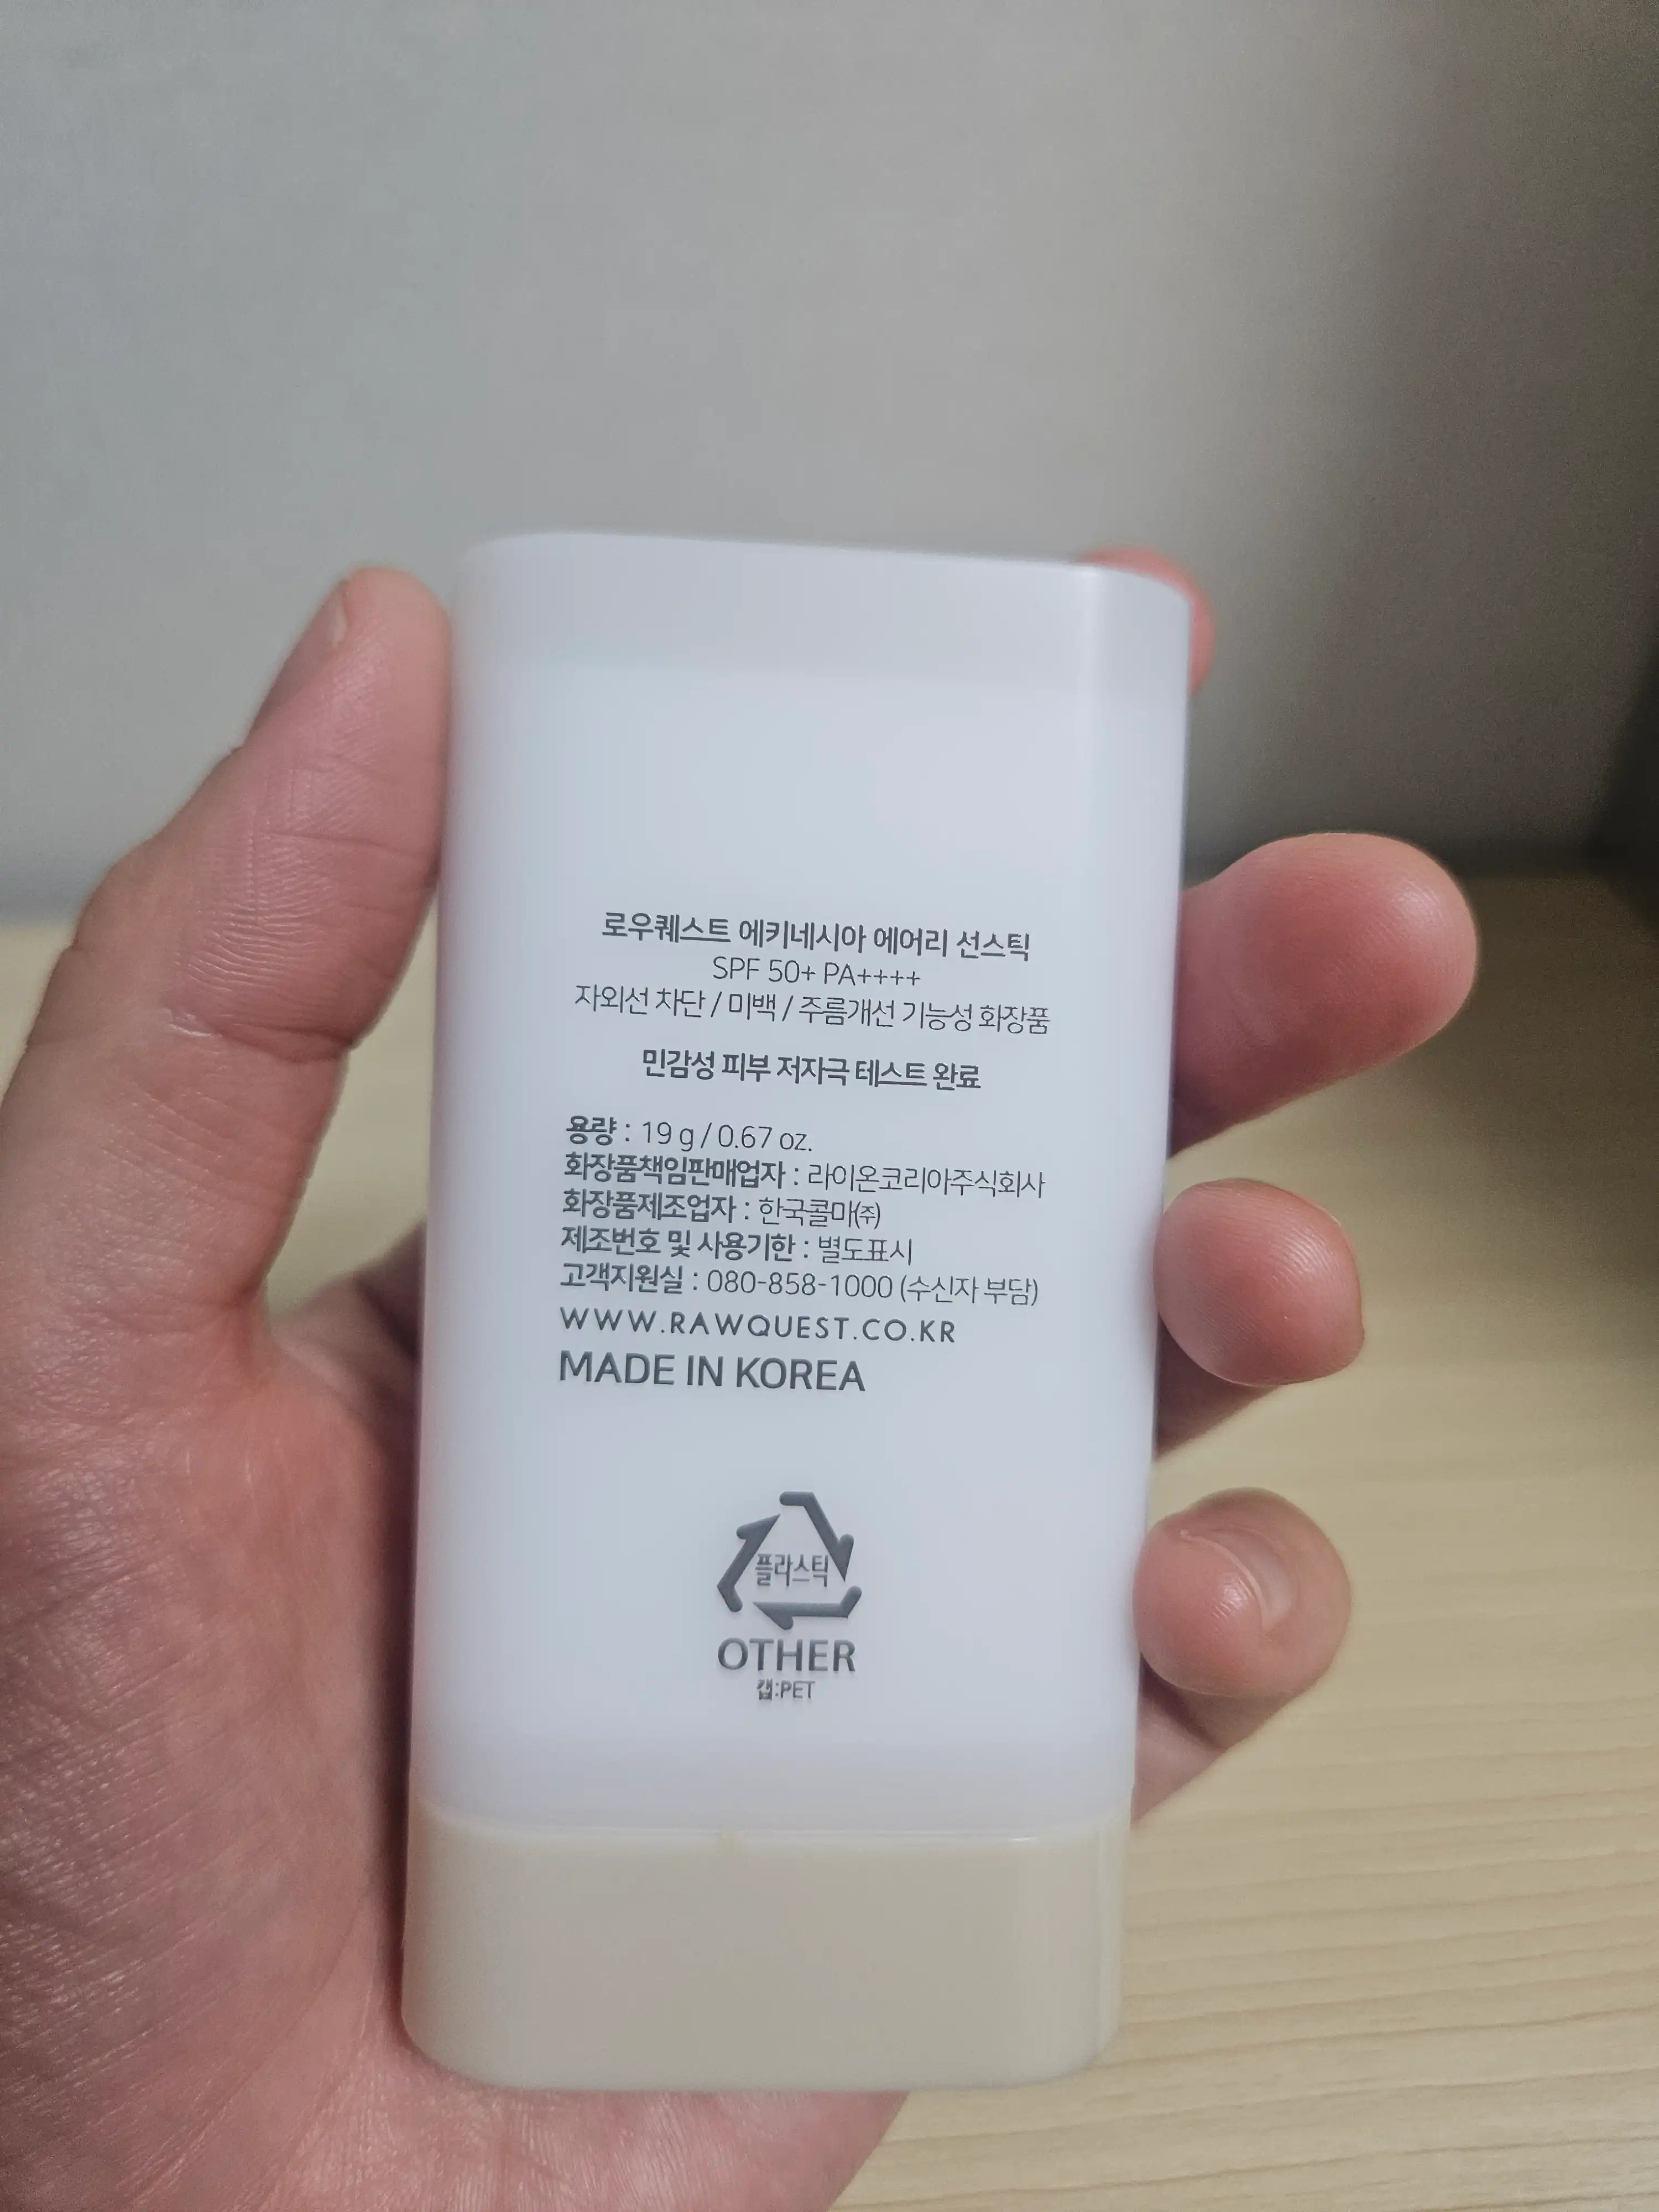 로우퀘스트 에키네시아 에어리 선스틱
SPF 50+ PA++++
자외선 차단 / 미백 / 주름개선 기능성 화장품
민감성 피부 저자극 테스트 완료
용량 : 19 g / 0.67 oz.
화장품책임판매업자 : 라이온코리아주식회사
화장품제조업자 : 한국콜마㈜
제조번호 및 사용기한 : 별도표시
고객지원실 : 080-858-1000 (수신자 부담)
WWW.RAWQUEST.CO.KR
MADE IN KOREA
플라스틱
OTHER
캡:PET